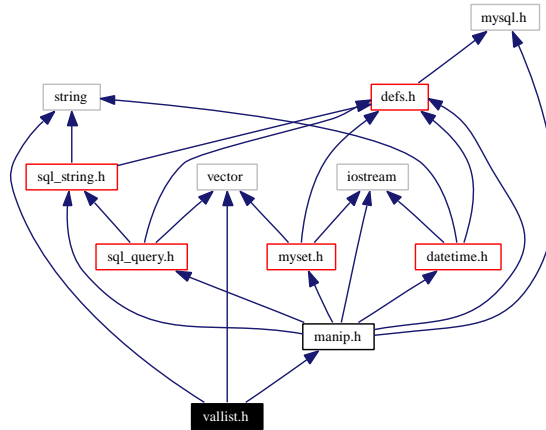 mysql.h
string
defs.h
sql_string.h
vector
iostream
sql_query.h
myset.h
datetime.h
manip.h
vallist.h